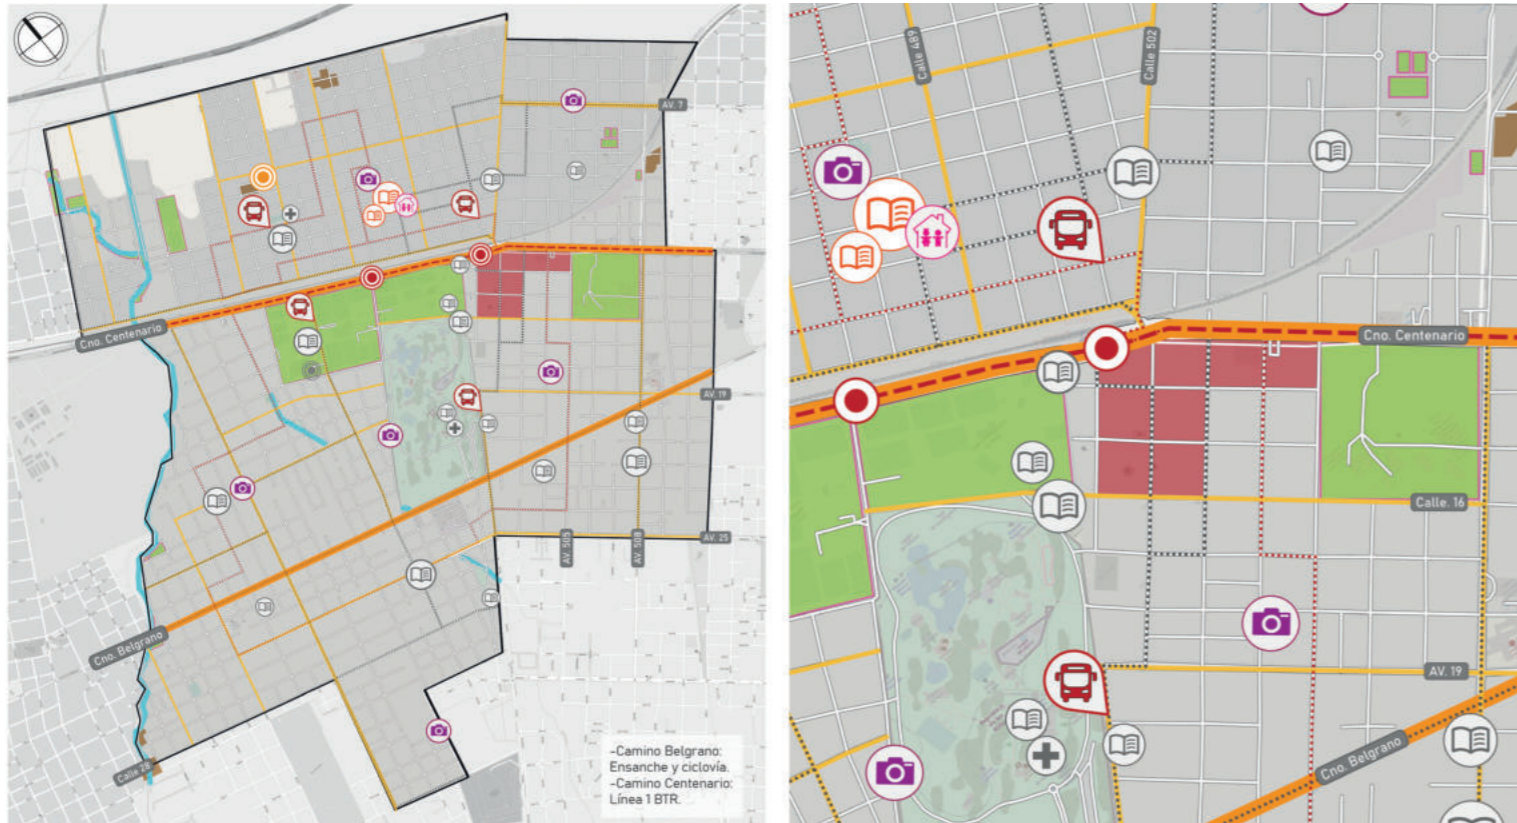 AV. 7
Cno. Centenario
AV. 19
AV. 505
AV. 508
AV. 25
Cno. Belgrano
Calle 28
-Camino Belgrano:
Ensanche y ciclovía.
-Camino Centenario:
Línea 1 BTR.
Calle 489
Calle 502
Cno. Centenario
Calle. 16
AV. 19
Cno. Belgrano